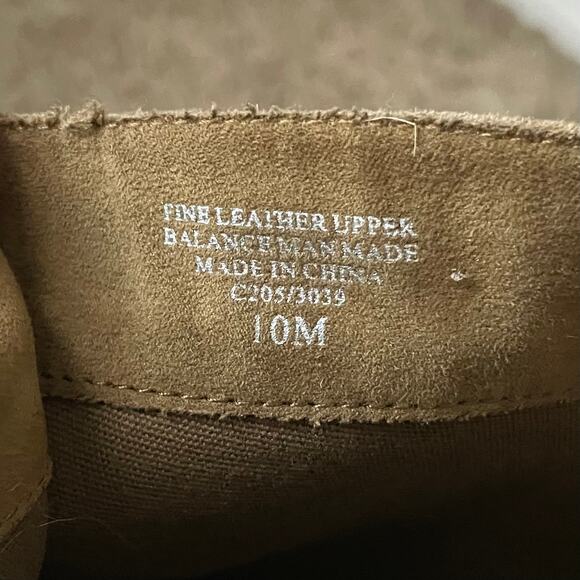 FINE LEATHER UPPER
BALANCE MAN MADE
MADE IN CHINA
C205/3039
10M